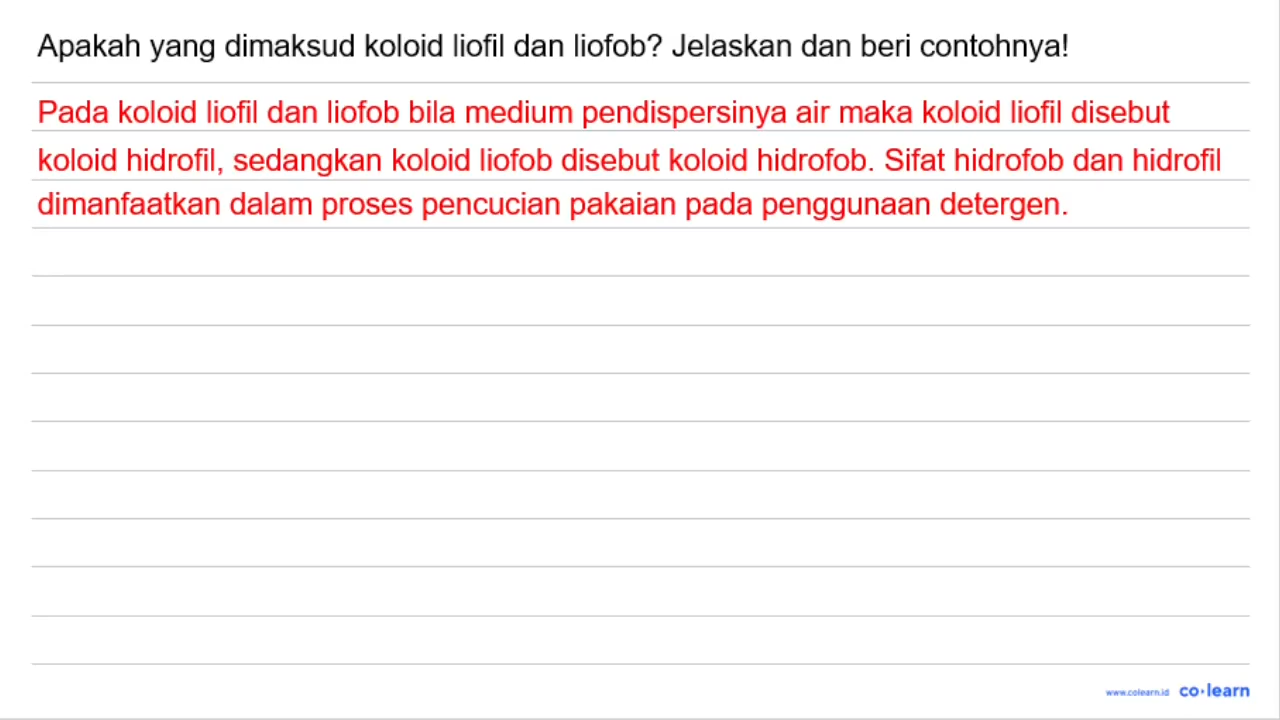 Apakah yang dimaksud koloid liofil dan liofob? Jelaskan dan beri contohnya!
Pada koloid liofil dan liofob bila medium pendispersinya air maka koloid liofil disebut
koloid hidrofil, sedangkan koloid liofob disebut koloid hidrofob. Sifat hidrofob dan hidrofil
dimanfaatkan dalam proses pencucian pakaian pada penggunaan detergen.
www.colearn.id co·learn